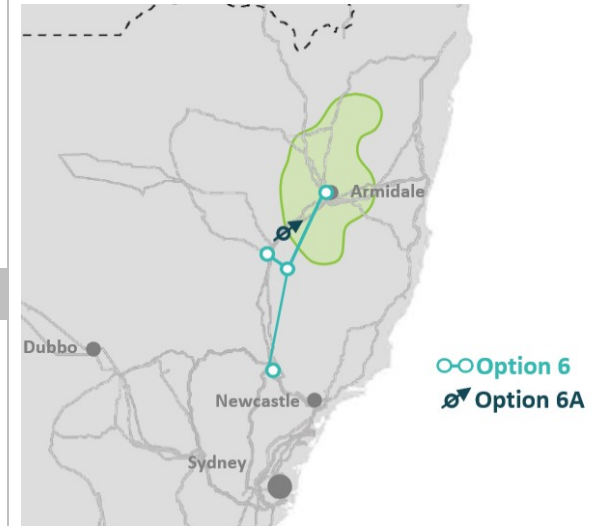 Armidale
Dubbo
Option 6
Newcastle
Option 6A
Sydney